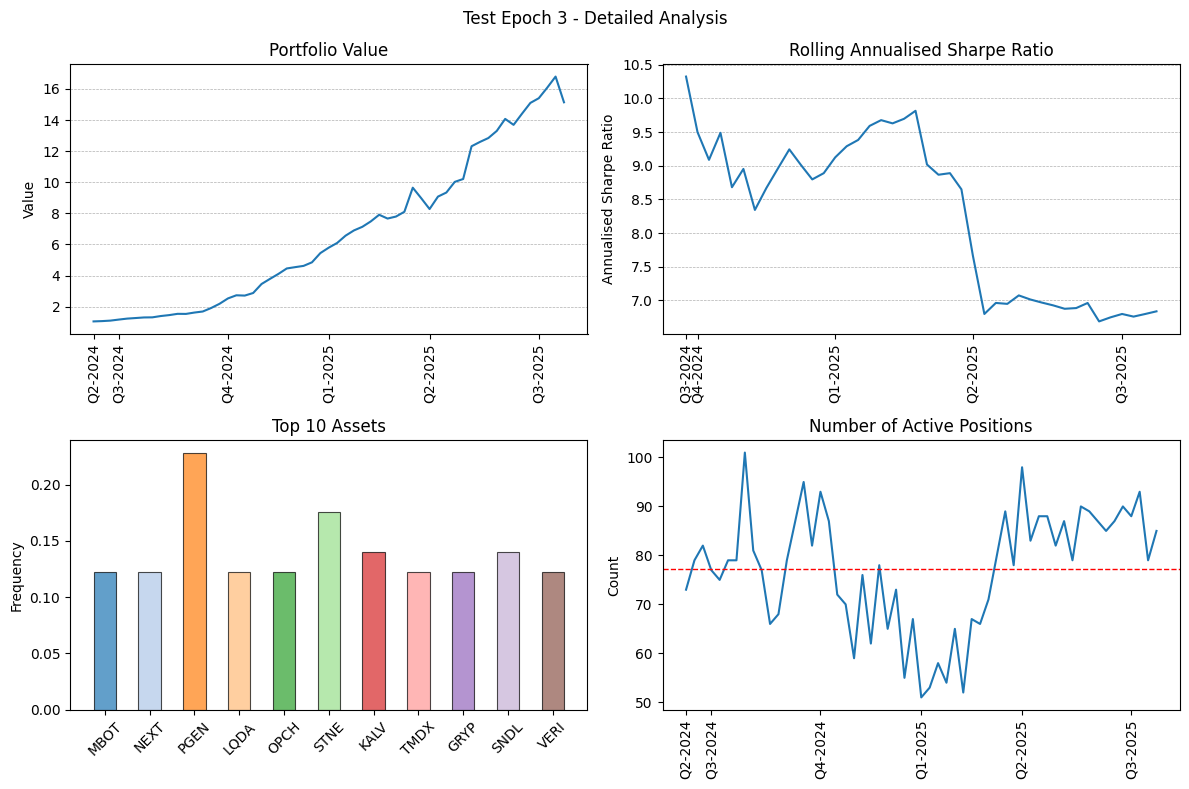 Test Epoch 3 - Detailed Analysis
Portfolio Value
Value
16
14
12
10
8
6
4
2
Q2-2024
Q3-2024
Q4-2024
Q1-2025
Q2-2025
Q3-2025
Rolling Annualised Sharpe Ratio
Annualised Sharpe Ratio
10.5
10.0
9.5
9.0
8.5
8.0
7.5
7.0
Q3-2024
Q4-2024
Q1-2025
Q2-2025
Q3-2025
Top 10 Assets
Frequency
0.20
0.15
0.10
0.05
0.00
MBOT
NEXT
PGEN
LQDA
OPCH
STNE
KALV
TMDX
GRYP
SNDL
VERI
Number of Active Positions
Count
100
90
80
70
60
50
Q2-2024
Q3-2024
Q4-2024
Q1-2025
Q2-2025
Q3-2025